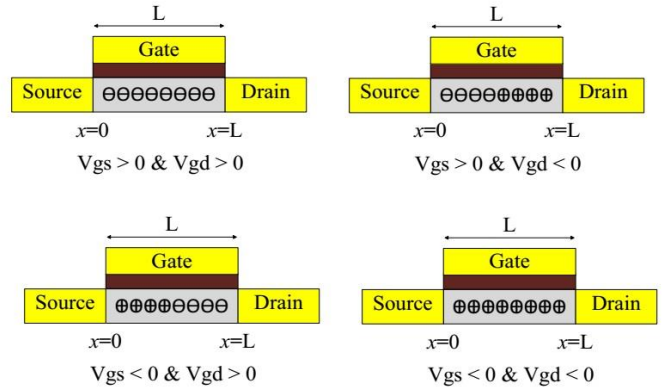 L
L
Gate
Gate
Source ⊖⊖⊖⊖⊖⊖⊖⊖ Drain
Source ⊖⊖⊖⊖⊕⊕⊕⊕ Drain
x=0 x=L
x=0 x=L
Vgs > 0 & Vgd > 0
Vgs > 0 & Vgd < 0
L
L
Gate
Gate
Source ⊕⊕⊕⊕⊖⊖⊖⊖ Drain
Source ⊕⊕⊕⊕⊕⊕⊕⊕ Drain
x=0 x=L
x=0 x=L
Vgs < 0 & Vgd > 0
Vgs < 0 & Vgd < 0